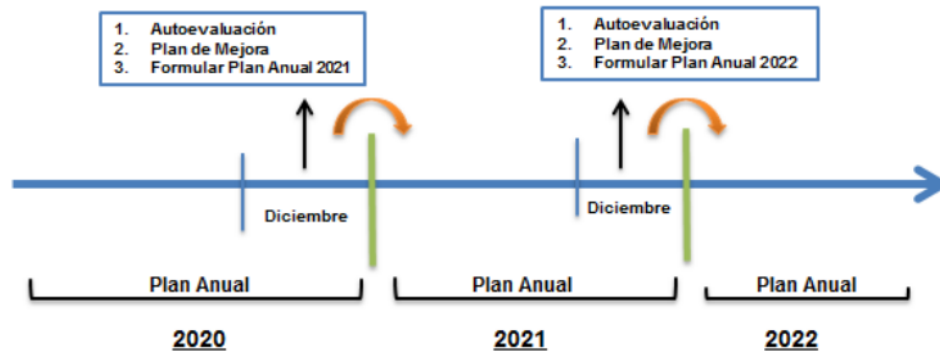 1. Autoevaluación
2. Plan de Mejora
3. Formular Plan Anual 2021
1. Autoevaluación
2. Plan de Mejora
3. Formular Plan Anual 2022
Diciembre
Diciembre
Plan Anual
Plan Anual
Plan Anual
2020
2021
2022